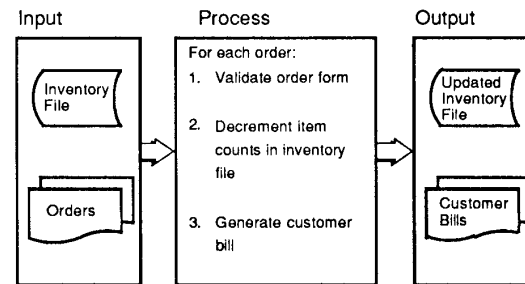 Input
Process
Output
Inventory
File
Orders
For each order:
1. Validate order form
2. Decrement item
counts in inventory
file
3. Generate customer
bill
Updated
Inventory
File
Customer
Bills